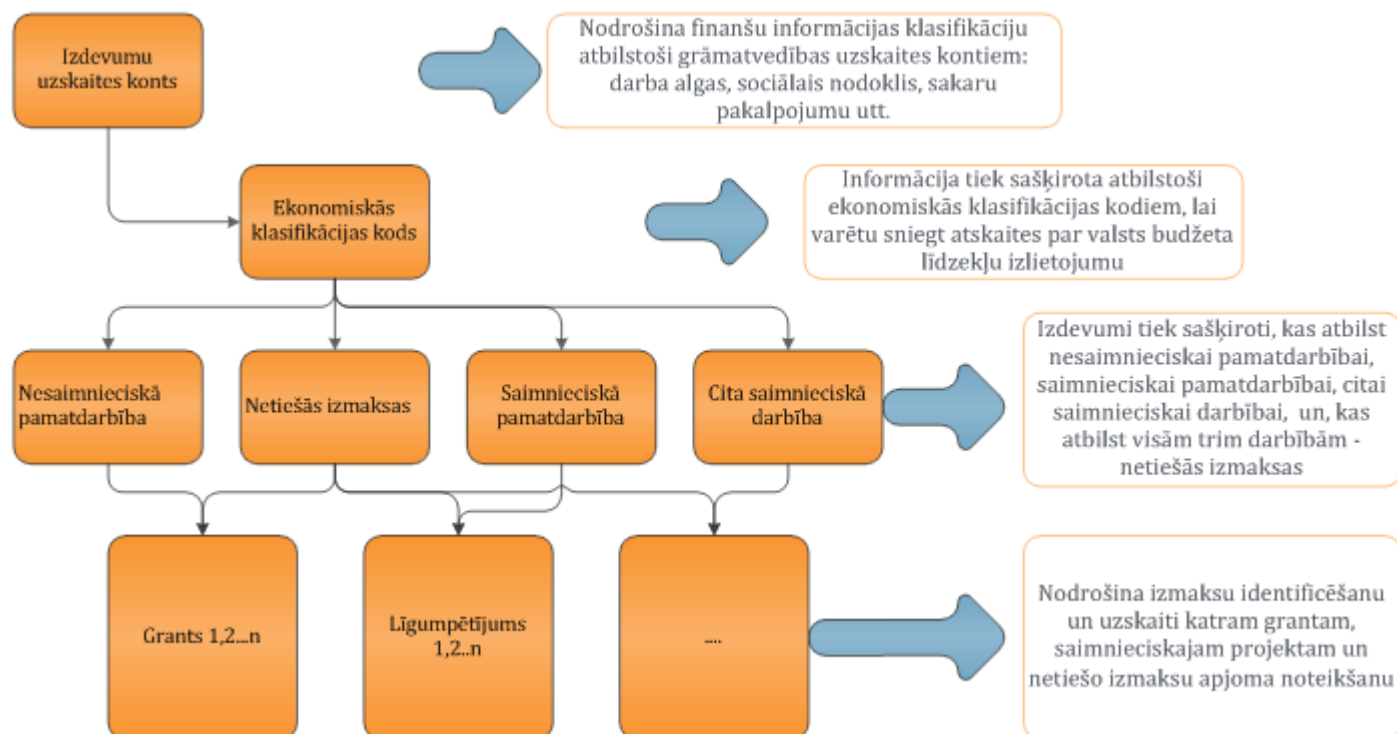 Izdevumu
uzskaites konts
Nodrošina finanšu informācijas klasifikāciju
atbilstoši grāmatvedības uzskaites kontiem:
darba algas, sociālais nodoklis, sakaru
pakalpojumu utt.
Ekonomiskās
klasifikācijas kods
Informācija tiek sašķirota atbilstoši
ekonomiskās klasifikācijas kodiem, lai
varētu sniegt atskaites par valsts budžeta
līdzekļu izlietojumu
Nesaimnieciskā
pamatdarbība
Netiešās izmaksas
Saimnieciskā
pamatdarbība
Cita saimnieciskā
darbība
Izdevumi tiek sašķiroti, kas atbilst
nesaimnieciskai pamatdarbībai,
saimnieciskai pamatdarbībai, citai
saimnieciskai darbībai, un, kas
atbilst visām trim darbībām -
netiešās izmaksas
Grants 1,2...n
Līgumpētījums
1,2..n
....
Nodrošina izmaksu identificēšanu
un uzskaiti katram grantam,
saimnieciskajam projektam un
netiešo izmaksu apjoma noteikšanu